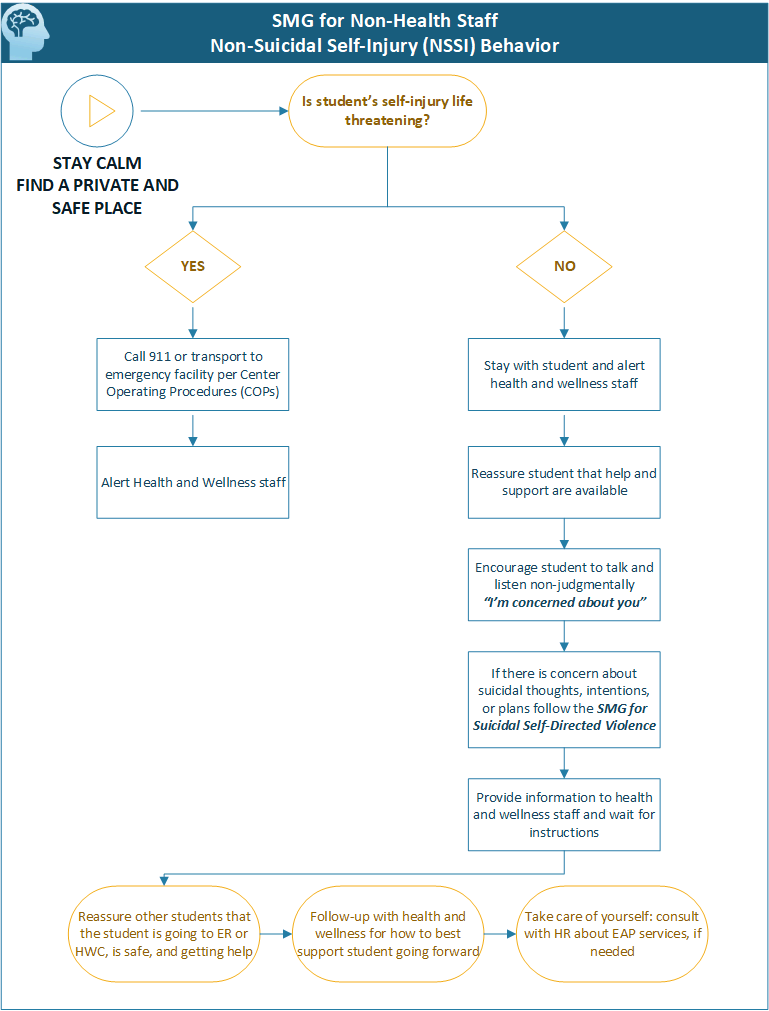 SMG for Non-Health Staff
Non-Suicidal Self-Injury (NSSI) Behavior
Is student's self-injury life
threatening?
STAY CALM
FIND A PRIVATE AND
SAFE PLACE
YES
NO
Call 911 or transport to
emergency facility per Center
Operating Procedures (COPs)
Alert Health and Wellness staff
Stay with student and alert
health and wellness staff
Reassure student that help and
support are available
Encourage student to talk and
listen non-judgmentally
“I’m concerned about you”
If there is concern about
suicidal thoughts, intentions,
or plans follow the SMG for
Suicidal Self-Directed Violence
Provide information to health
and wellness staff and wait for
instructions
Reassure other students that
the student is going to ER or
HWC, is safe, and getting help
Follow-up with health and
wellness for how to best
support student going forward
Take care of yourself: consult
with HR about EAP services, if
needed